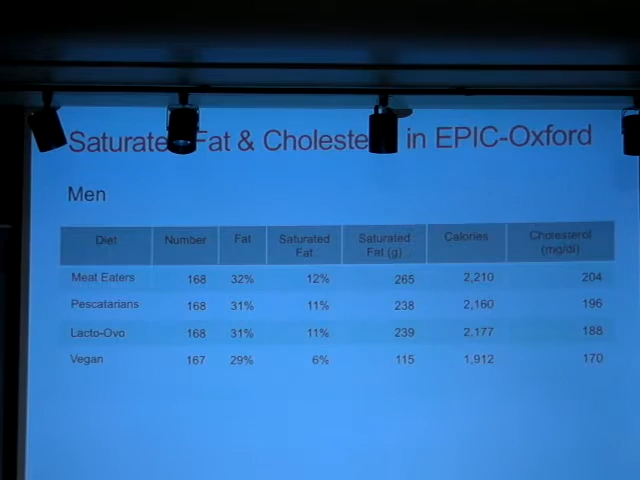 Saturate Fat & Choleste in EPIC-Oxford
Men
Diet Number Fat Saturated Fat Saturated Fat (g) Calories Cholesterol (mg/dl)
Meat Eaters 168 32% 12% 265 2,210 204
Pescatarians 168 31% 11% 238 2,160 196
Lacto-Ovo 168 31% 11% 239 2,177 188
Vegan 167 29% 6% 115 1,912 170